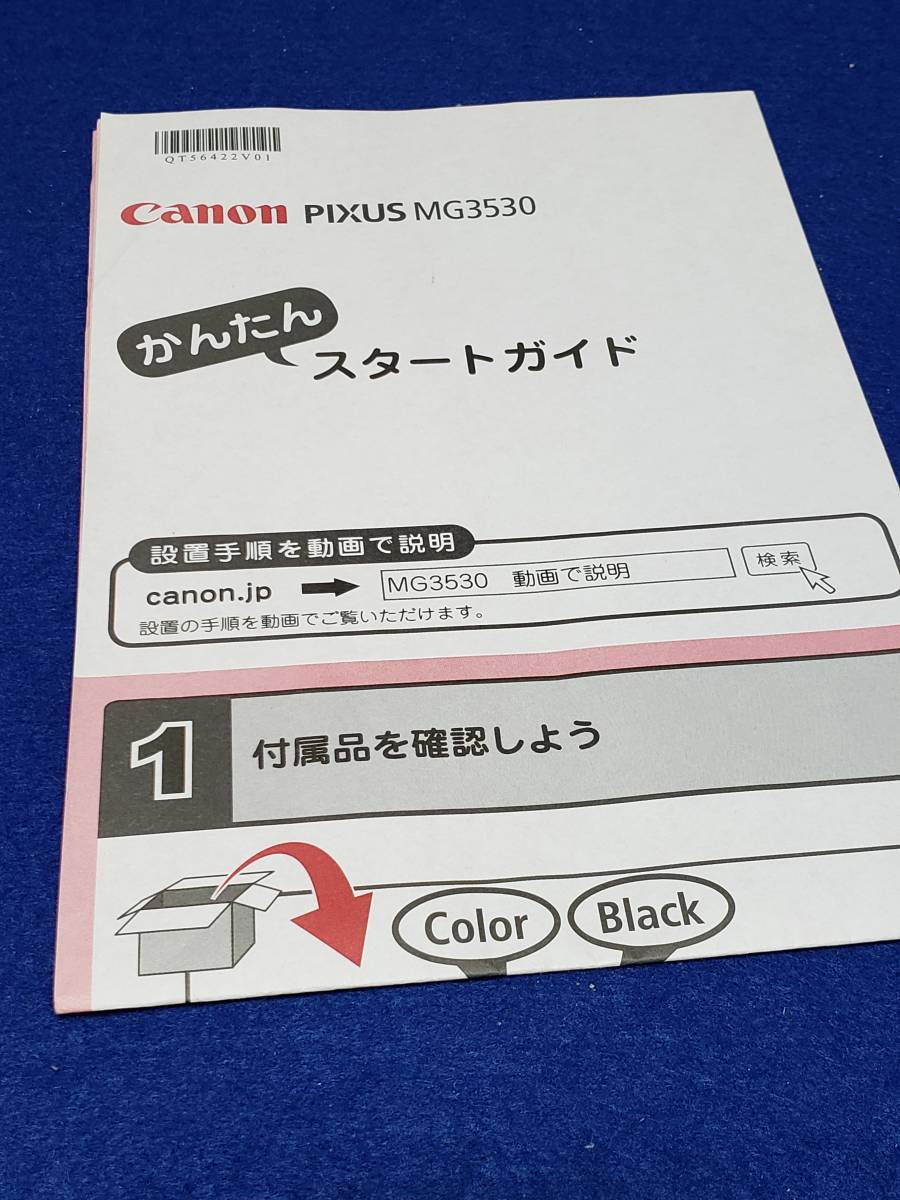 QT56422V01
Canon PIXUS MG3530
かんたん
スタートガイド
設置手順を動画で説明
canon.jp MG3530 動画で説明 検索
設置の手順を動画でご覧いただけます。
1 付属品を確認しよう
Color Black